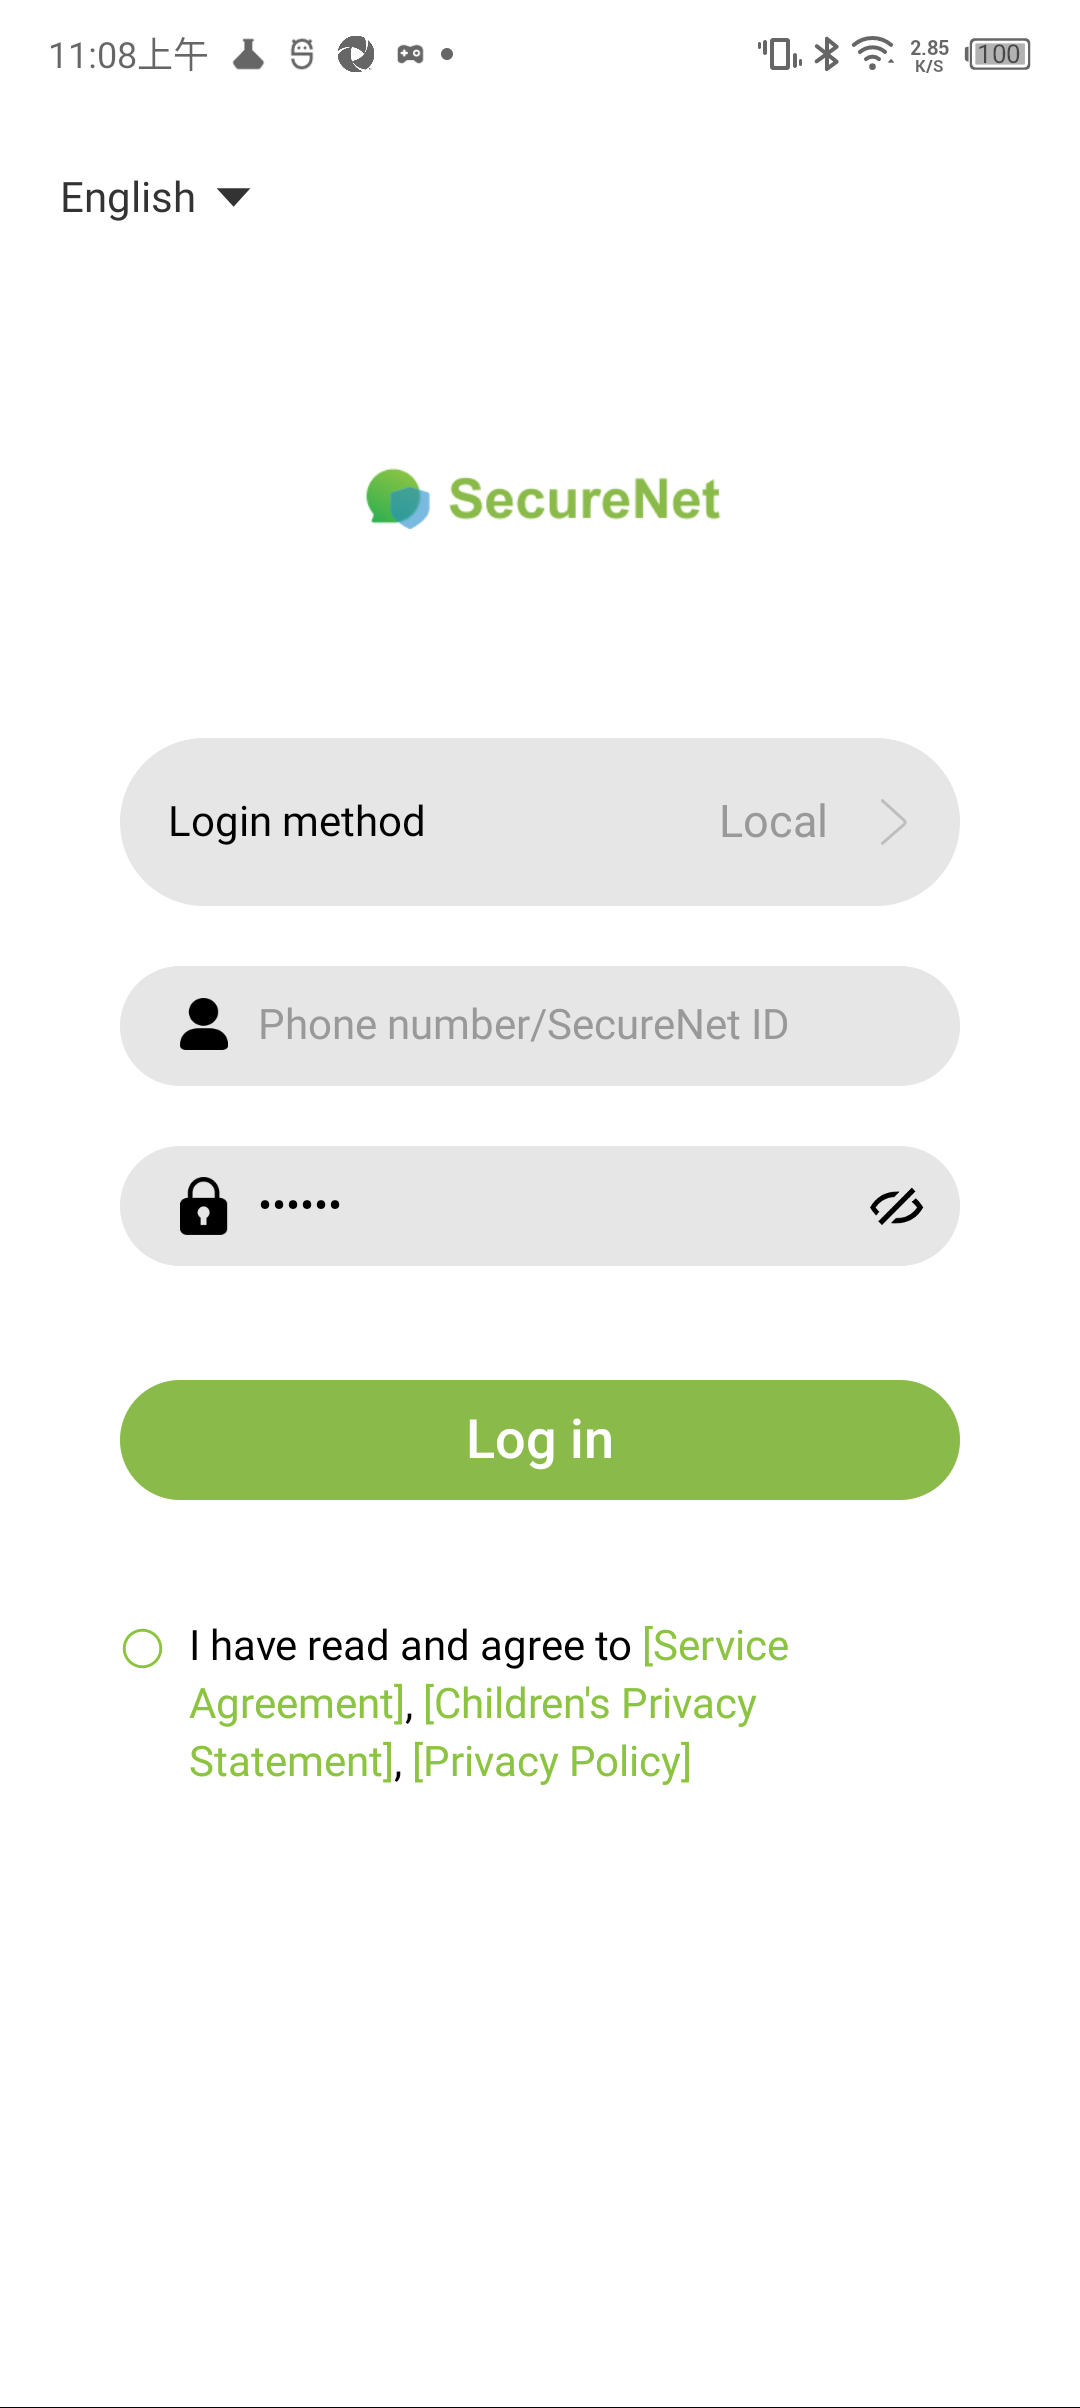 11:08上午
2.85
K/S
100
English
SecureNet
Login method
Local
Phone number/SecureNet ID
••••••
Log in
I have read and agree to [Service
Agreement], [Children's Privacy
Statement], [Privacy Policy]